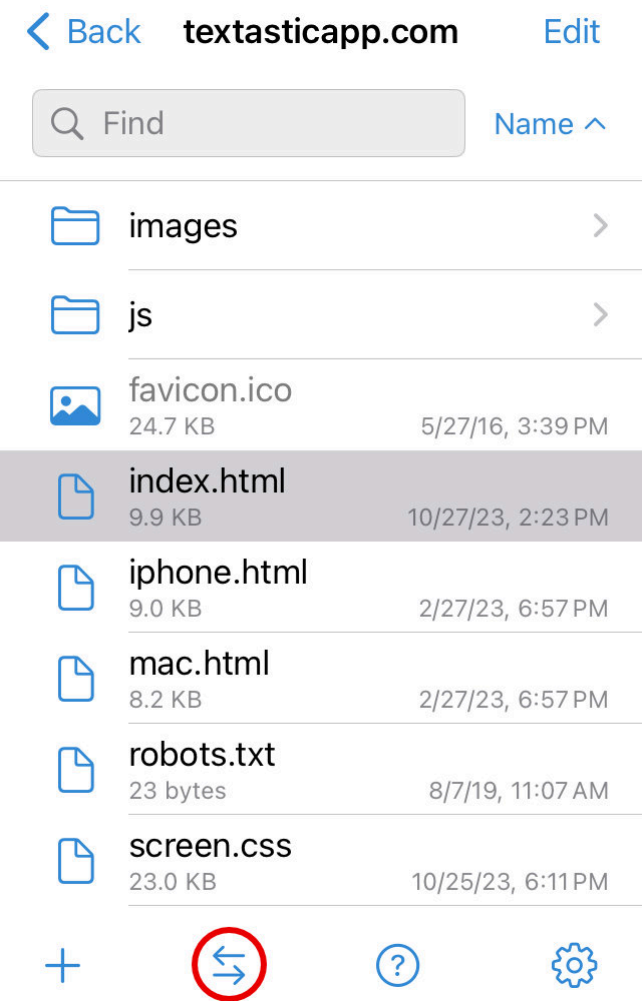 Back textasticapp.com Edit
Find Name
images
js
favicon.ico
24.7 KB 5/27/16, 3:39 PM
index.html
9.9 KB 10/27/23, 2:23 PM
iphone.html
9.0 KB 2/27/23, 6:57 PM
mac.html
8.2 KB 2/27/23, 6:57 PM
robots.txt
23 bytes 8/7/19, 11:07 AM
screen.css
23.0 KB 10/25/23, 6:11 PM
?